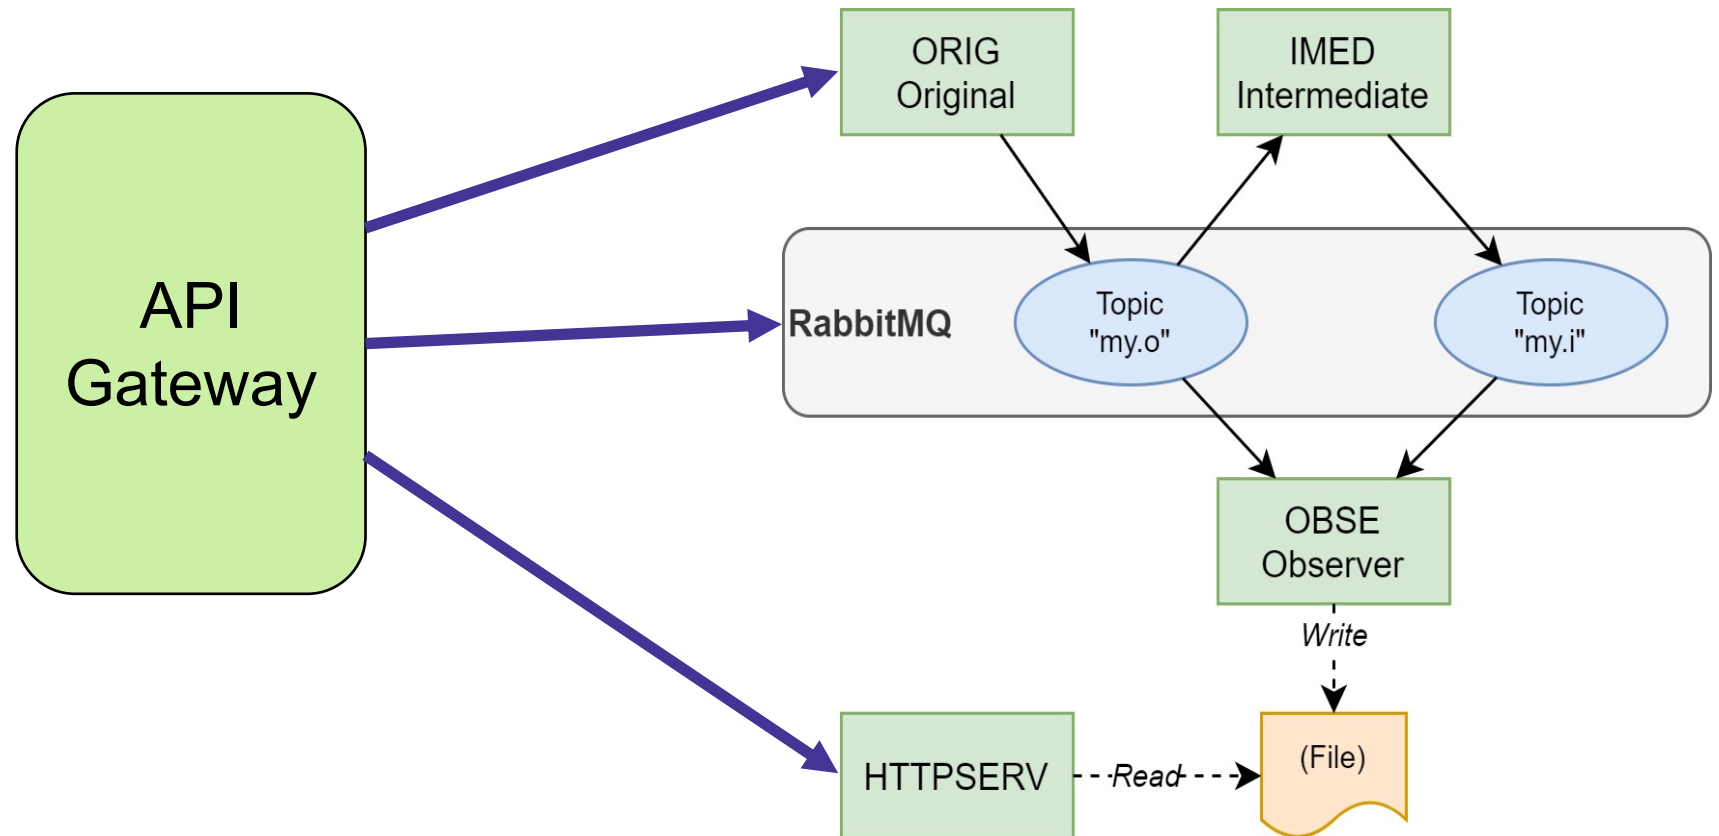 API
Gateway
ORIG
Original
IMED
Intermediate
RabbitMQ
Topic
"my.o"
Topic
"my.i"
OBSE
Observer
Write
HTTPSERV
Read
(File)